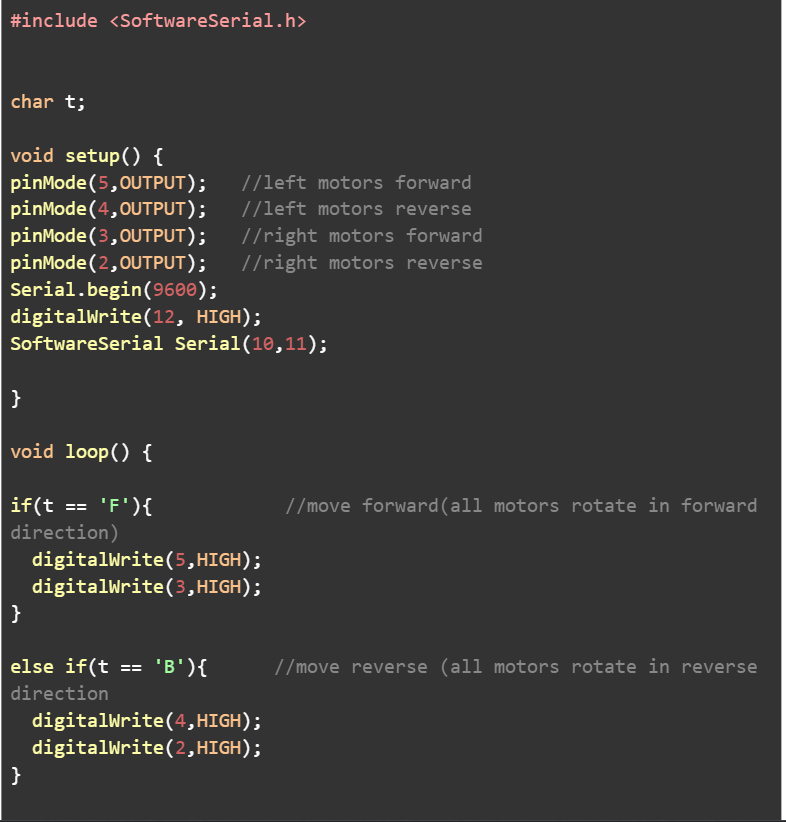 #include <SoftwareSerial.h>
char t;
void setup() {
pinMode(5,OUTPUT);   //left motors forward
pinMode(4,OUTPUT);   //left motors reverse
pinMode(3,OUTPUT);   //right motors forward
pinMode(2,OUTPUT);   //right motors reverse
Serial.begin(9600);
digitalWrite(12, HIGH);
SoftwareSerial Serial(10,11);
}
void loop() {
if(t == 'F'){            //move forward(all motors rotate in forward
direction)
  digitalWrite(5,HIGH);
  digitalWrite(3,HIGH);
}
else if(t == 'B'){      //move reverse (all motors rotate in reverse
direction
  digitalWrite(4,HIGH);
  digitalWrite(2,HIGH);
}